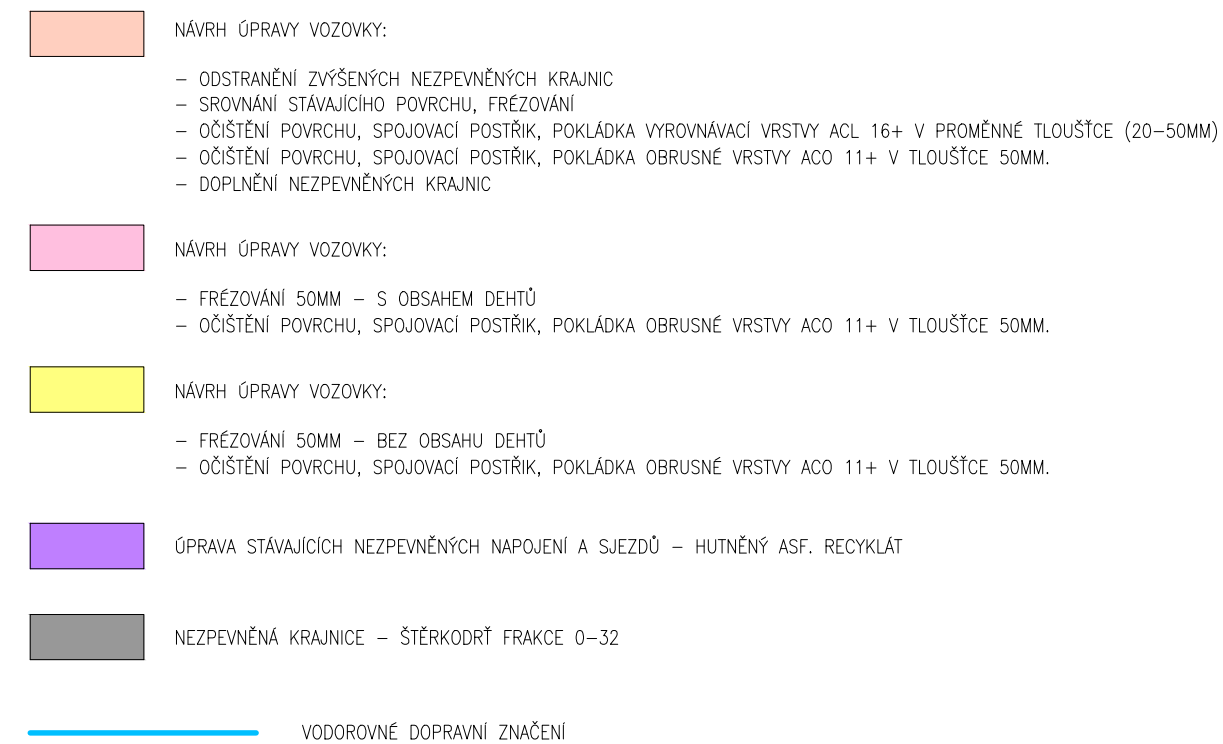 NÁVRH ÚPRAVY VOZOVKY:
– ODSTRANĚNÍ ZVÝŠENÝCH NEZPEVNĚNÝCH KRAJNIC
– SROVNÁNÍ STÁVAJÍCÍHO POVRCHU, FRÉZOVÁNÍ
– OČIŠTĚNÍ POVRCHU, SPOJOVACÍ POSTŘIK, POKLÁDKA VYROVNÁVACÍ VRSTVY ACL 16+ V PROMĚNNÉ TLOUŠŤCE (20–50MM)
– OČIŠTĚNÍ POVRCHU, SPOJOVACÍ POSTŘIK, POKLÁDKA OBRUSNÉ VRSTVY ACO 11+ V TLOUŠŤCE 50MM.
– DOPLNĚNÍ NEZPEVNĚNÝCH KRAJNIC
NÁVRH ÚPRAVY VOZOVKY:
– FRÉZOVÁNÍ 50MM – S OBSAHEM DEHTŮ
– OČIŠTĚNÍ POVRCHU, SPOJOVACÍ POSTŘIK, POKLÁDKA OBRUSNÉ VRSTVY ACO 11+ V TLOUŠŤCE 50MM.
NÁVRH ÚPRAVY VOZOVKY:
– FRÉZOVÁNÍ 50MM – BEZ OBSAHU DEHTŮ
– OČIŠTĚNÍ POVRCHU, SPOJOVACÍ POSTŘIK, POKLÁDKA OBRUSNÉ VRSTVY ACO 11+ V TLOUŠŤCE 50MM.
ÚPRAVA STÁVAJÍCÍCH NEZPEVNĚNÝCH NAPOJENÍ A SJEZDŮ – HUTNĚNÝ ASF. RECYKLÁT
NEZPEVNĚNÁ KRAJNICE – ŠTĚRKODRŤ FRAKCE 0–32
VODOROVNÉ DOPRAVNÍ ZNAČENÍ